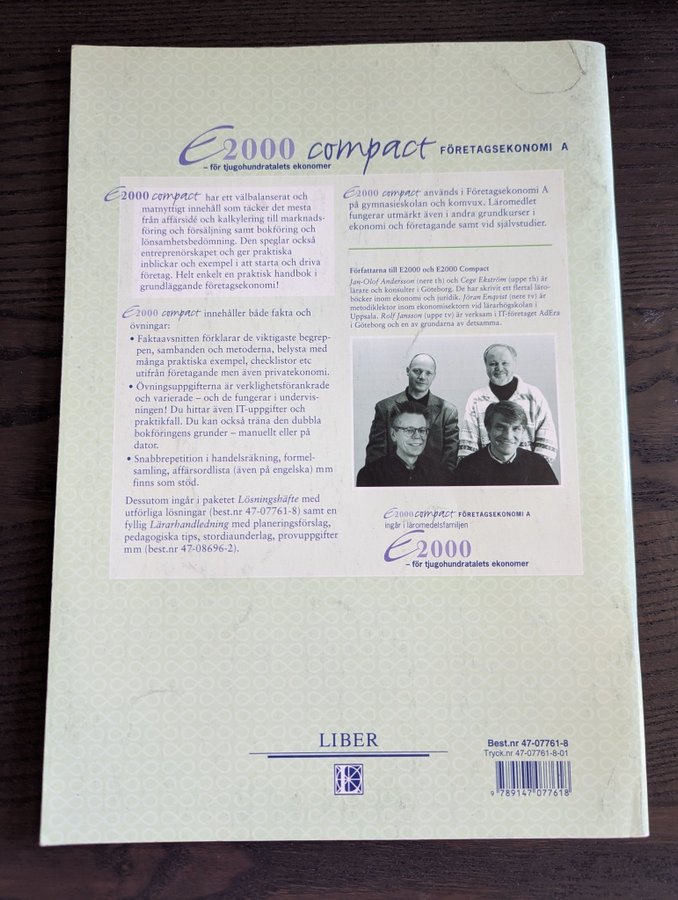 E2000 compact FÖRETAGSEKONOMI A
– för tjugohundratalets ekonomer
E2000 compact har ett välbalanserat och
matnyttigt innehåll som täcker det mesta
från affärsidé och kalkylering till marknads-
föring och försäljning samt bokföring och
lönsamhetsbedömning. Den speglar också
entreprenörskapet och ger praktiska
inblickar och exempel i att starta och driva
företag. Helt enkelt en praktisk handbok i
grundläggande företagsekonomi!
E2000 compact innehåller både fakta och
övningar:
• Faktaavsnitten förklarar de viktigaste begrep-
pen, sambanden och metoderna, belysta med
många praktiska exempel, checklistor etc
utifrån företagande men även privatekonomi.
• Övningsuppgifterna är verklighetsförankrade
och varierade – och de fungerar i undervis-
ningen! Du hittar även IT-uppgifter och
praktikfall. Du kan också träna den dubbla
bokföringens grunder – manuellt eller på
dator.
• Snabbrepetition i handelsräkning, formel-
samling, affärsordlista (även på engelska) mm
finns som stöd.
Dessutom ingår i paketet Lösningshäfte med
utförliga lösningar (best.nr 47-07761-8) samt en
fyllig Lärarhandledning med planeringsförslag,
pedagogiska tips, stordiaunderlag, provuppgifter
mm (best.nr 47-08696-2).
E2000 compact används i Företagsekonomi A
på gymnasieskolan och komvux. Läromedlet
fungerar utmärkt även i andra grundkurser i
ekonomi och företagande samt vid självstudier.
Författarna till E2000 och E2000 Compact
Jan-Olof Andersson (nere th) och Cege Ekström (uppe th) är
lärare och konsulter i Göteborg. De har skrivit ett flertal läro-
böcker inom ekonomi och juridik. Jöran Enqvist (nere tv) är
metodiklektor inom ekonomisektorn vid lärarhögskolan i
Uppsala. Rolf Jansson (uppe tv) är verksam i IT-företaget AdEra
i Göteborg och en av grundarna av detsamma.
E2000 compact FÖRETAGSEKONOMI A
ingår i läromedelsfamiljen
E2000
– för tjugohundratalets ekonomer
LIBER
Best.nr 47-07761-8
Tryck.nr 47-07761-8-01
9 789147 077618